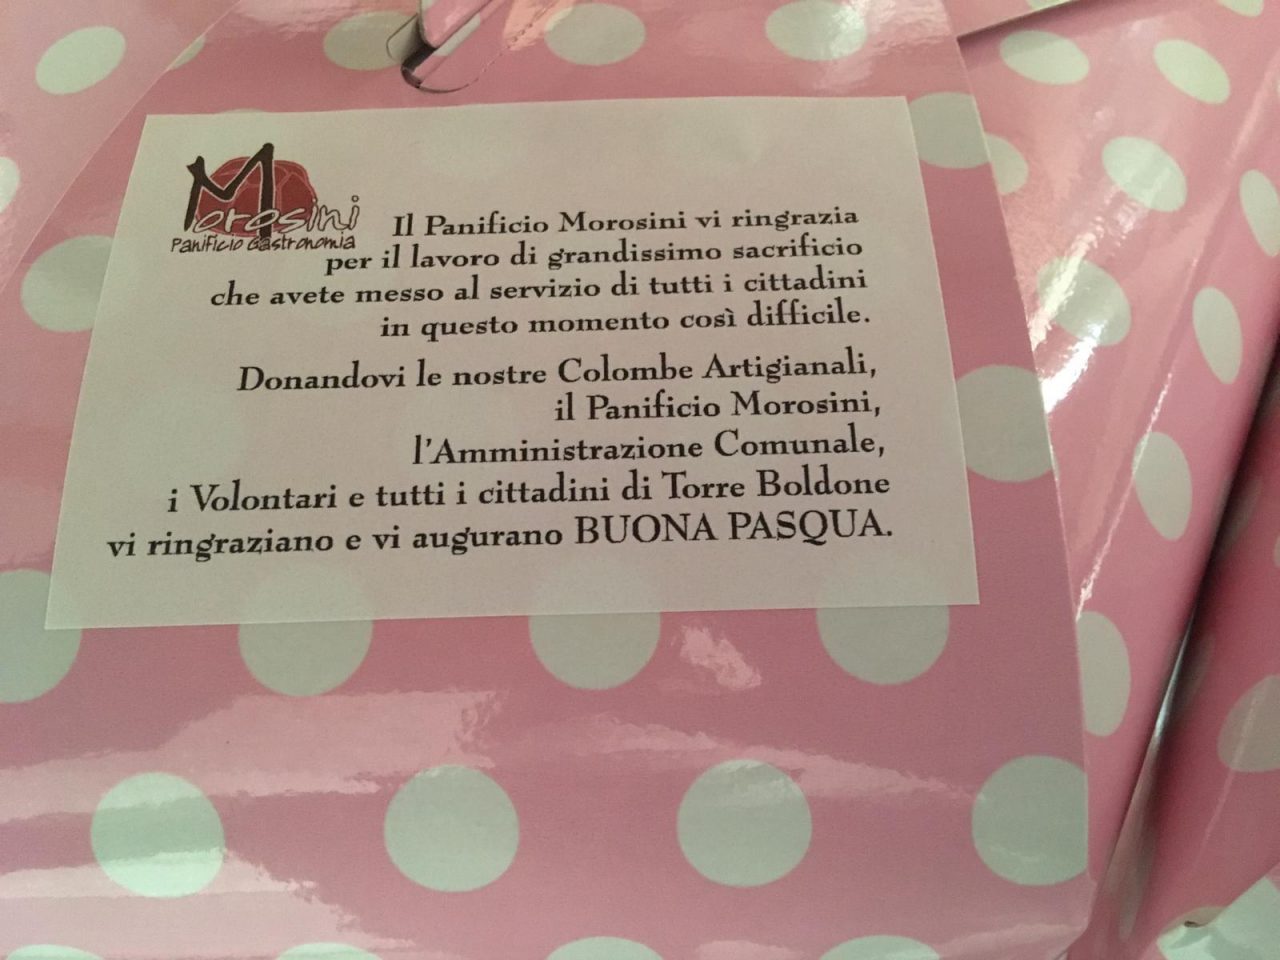 Morosini
Panificio Gastronomia
Il Panificio Morosini vi ringrazia
per il lavoro di grandissimo sacrificio
che avete messo al servizio di tutti i cittadini
in questo momento così difficile.
Donandovi le nostre Colombe Artigianali,
il Panificio Morosini,
l'Amministrazione Comunale,
i Volontari e tutti i cittadini di Torre Boldone
vi ringraziano e vi augurano BUONA PASQUA.